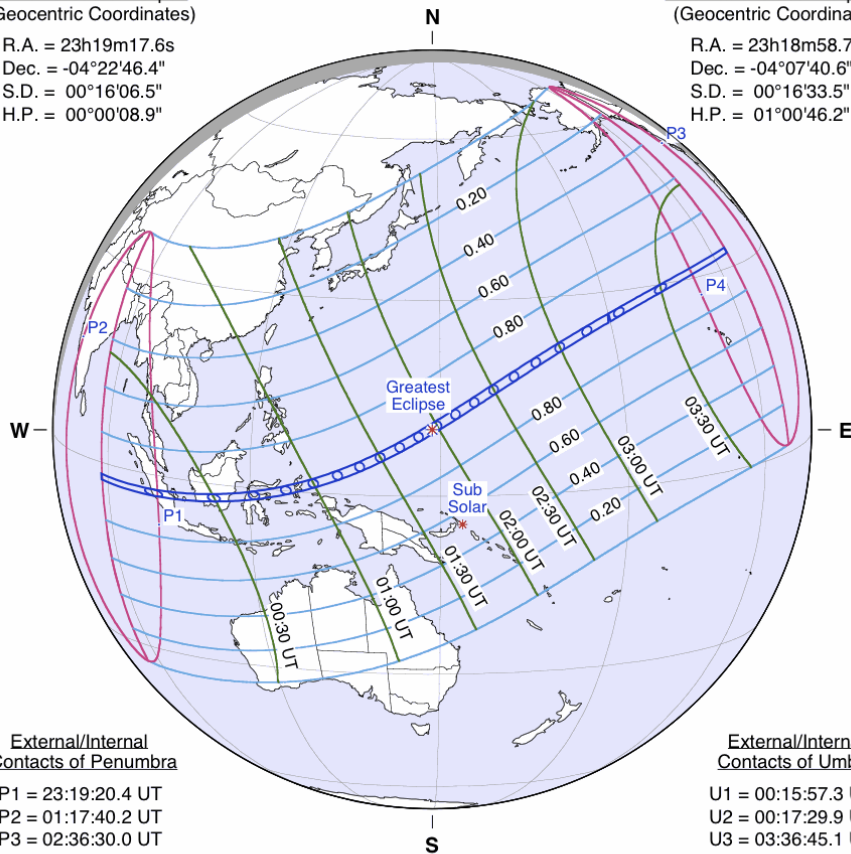 Geocentric Coordinates)
R.A. = 23h19m17.6s
Dec. = -04°22'46.4"
S.D. = 00°16'06.5"
H.P. = 00°00'08.9"
N
(Geocentric Coordina
R.A. = 23h18m58.7
Dec. = -04°07'40.6"
S.D. = 00°16'33.5"
H.P. = 01°00'46.2"
P3
0.20
0.40
0.60
0.80
P4
P2
Greatest
Eclipse
W
E
0.80
0.60
0.40
0.20
03:30 UT
03:00 UT
02:30 UT
02:00 UT
01:30 UT
01:00 UT
00:30 UT
Sub
Solar
P1
External/Internal
Contacts of Penumbra
P1 = 23:19:20.4 UT
P2 = 01:17:40.2 UT
P3 = 02:36:30.0 UT
S
External/Intern
Contacts of Umb
U1 = 00:15:57.3
U2 = 00:17:29.9
U3 = 03:36:45.1